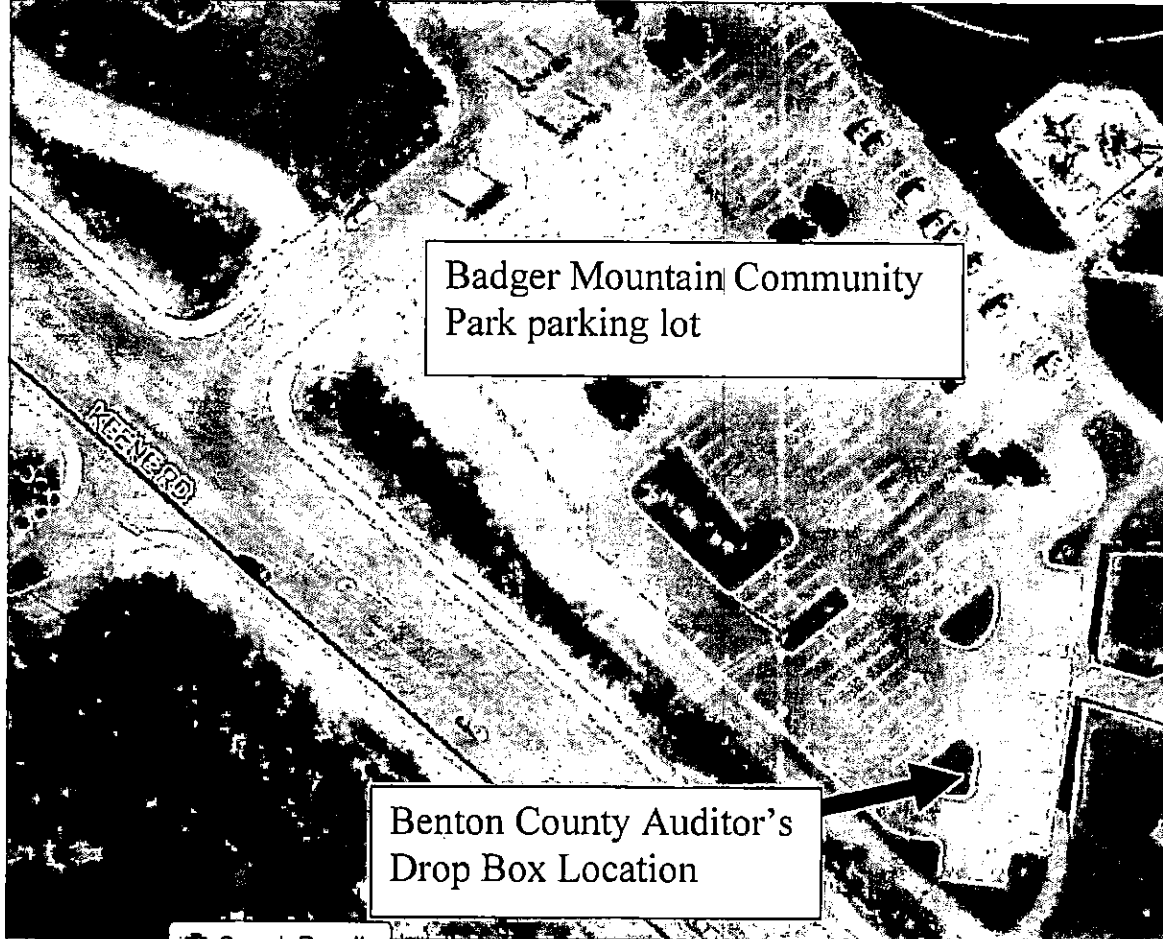 Badger Mountain Community
Park parking lot
KEENE RD
Benton County Auditor's
Drop Box Location